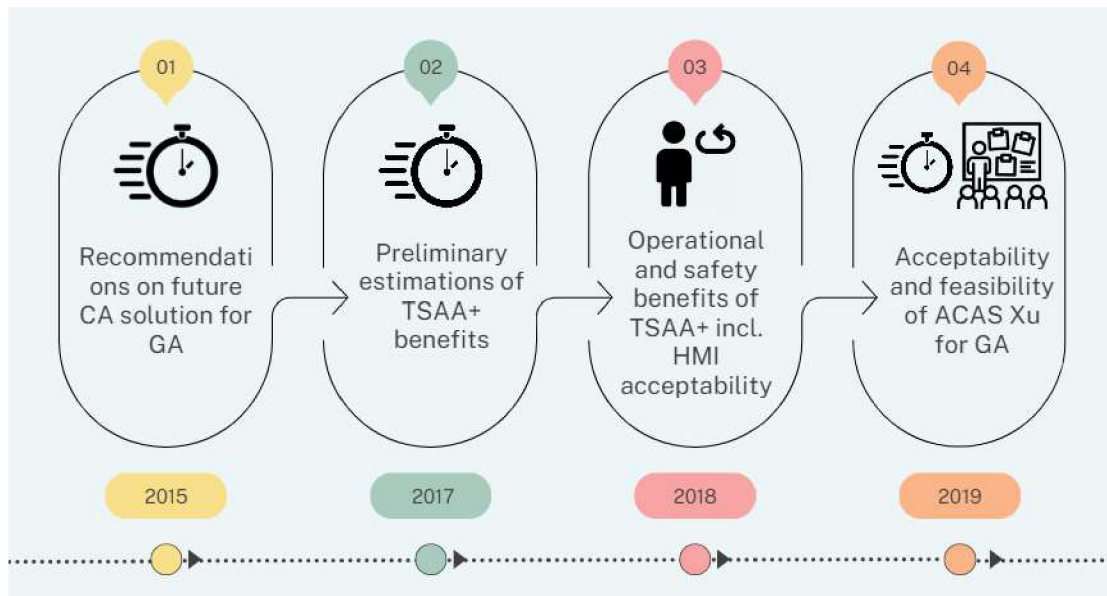 01
Recommendati
ons on future
CA solution for
GA
2015
02
Preliminary
estimations of
TSAA+
benefits
2017
03
Operational
and safety
benefits of
TSAA+ incl.
HMI
acceptability
2018
04
Acceptability
and feasibility
of ACAS Xu
for GA
2019